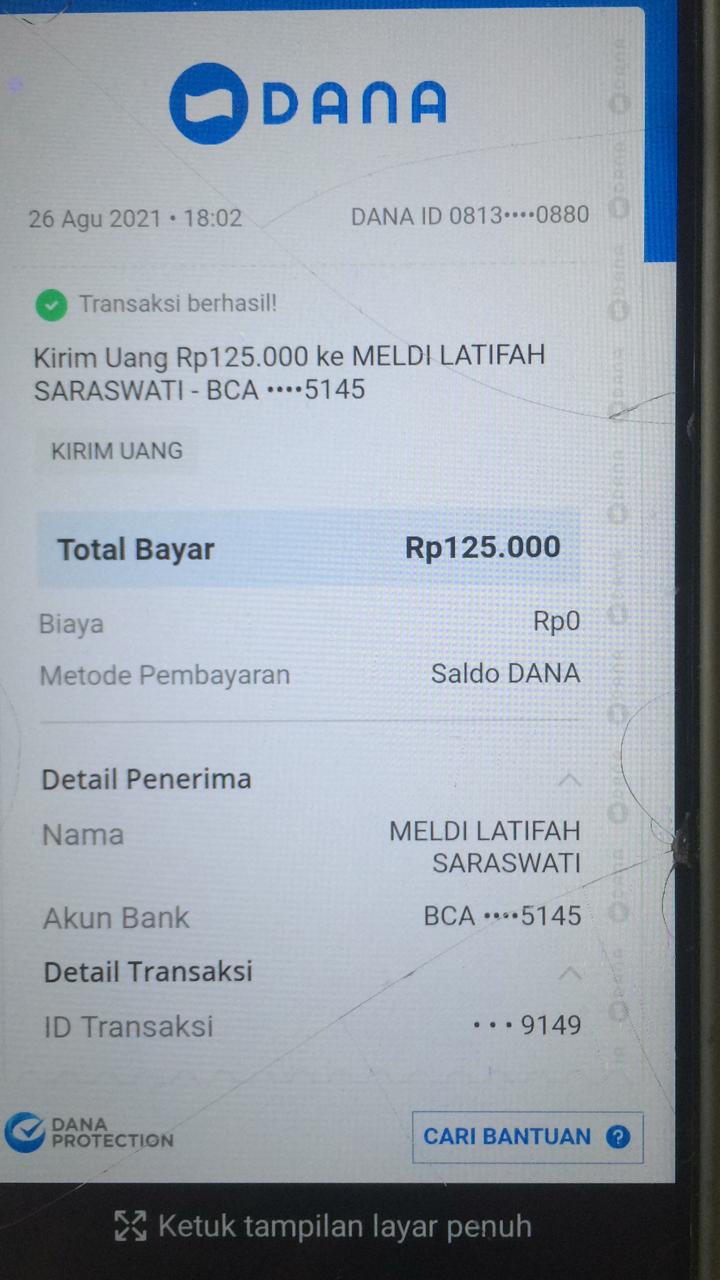 DANA
26 Agu 2021 • 18:02 DANA ID 0813••••0880
Transaksi berhasil!
Kirim Uang Rp125.000 ke MELDI LATIFAH
SARASWATI - BCA ••••5145
KIRIM UANG
Total Bayar Rp125.000
Biaya Rp0
Metode Pembayaran Saldo DANA
Detail Penerima
Nama MELDI LATIFAH
SARASWATI
Akun Bank BCA ••••5145
Detail Transaksi
ID Transaksi • • • 9149
DANA
PROTECTION
CARI BANTUAN ?
Ketuk tampilan layar penuh